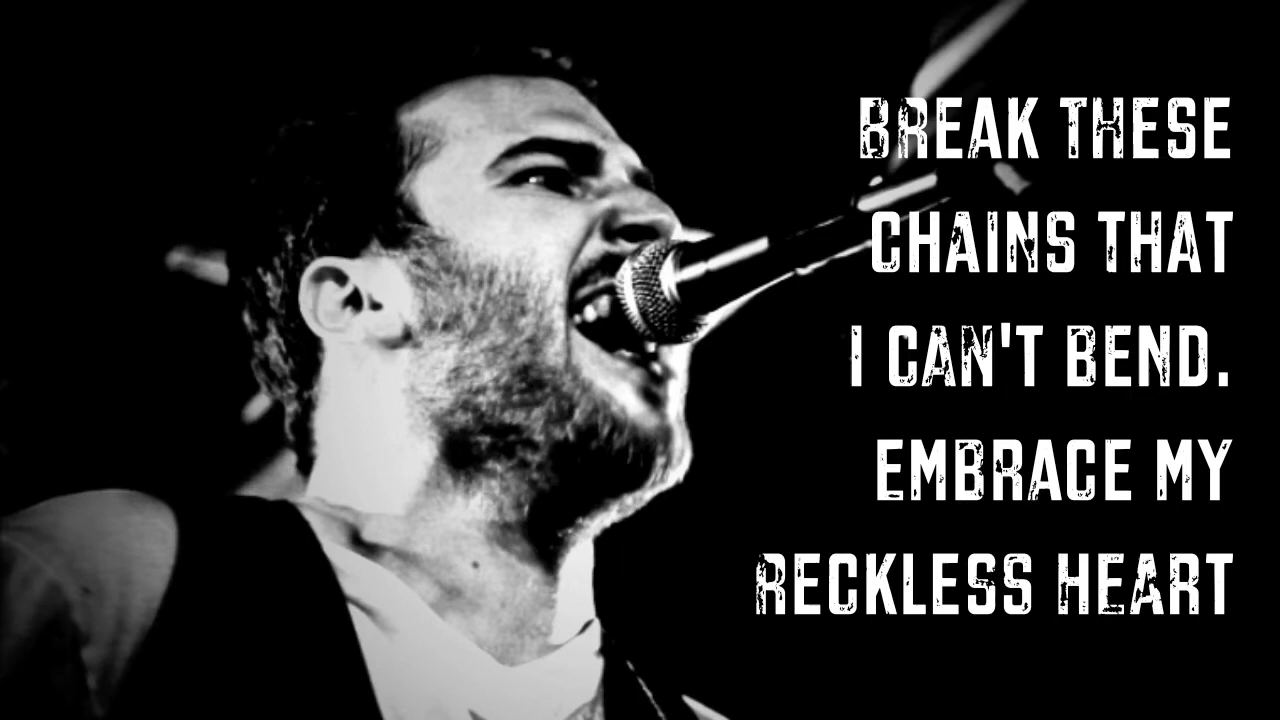 BREAK THESE
CHAINS THAT
I CAN'T BEND.
EMBRACE MY
RECKLESS HEART